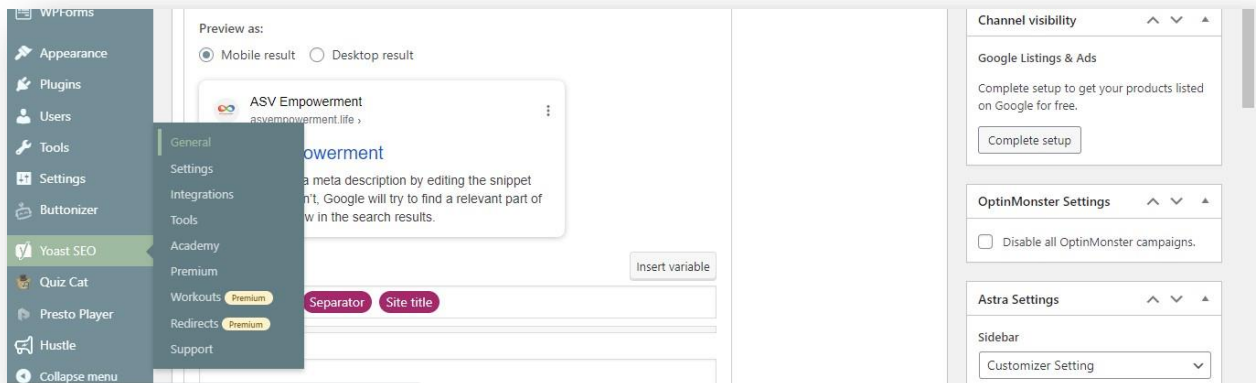 WPForms
Appearance
Plugins
Users
Tools
Settings
Buttonizer
Yoast SEO
Quiz Cat
Presto Player
Hustle
Collapse menu
General
Settings
Integrations
Tools
Academy
Premium
Workouts Premium
Redirects Premium
Support
Preview as:
Mobile result Desktop result
ASV Empowerment
asvempowerment.life ›
owerment
a meta description by editing the snippet
n't, Google will try to find a relevant part of
w in the search results.
Insert variable
Separator Site title
Channel visibility
Google Listings & Ads
Complete setup to get your products listed
on Google for free.
Complete setup
OptinMonster Settings
Disable all OptinMonster campaigns.
Astra Settings
Sidebar
Customizer Setting